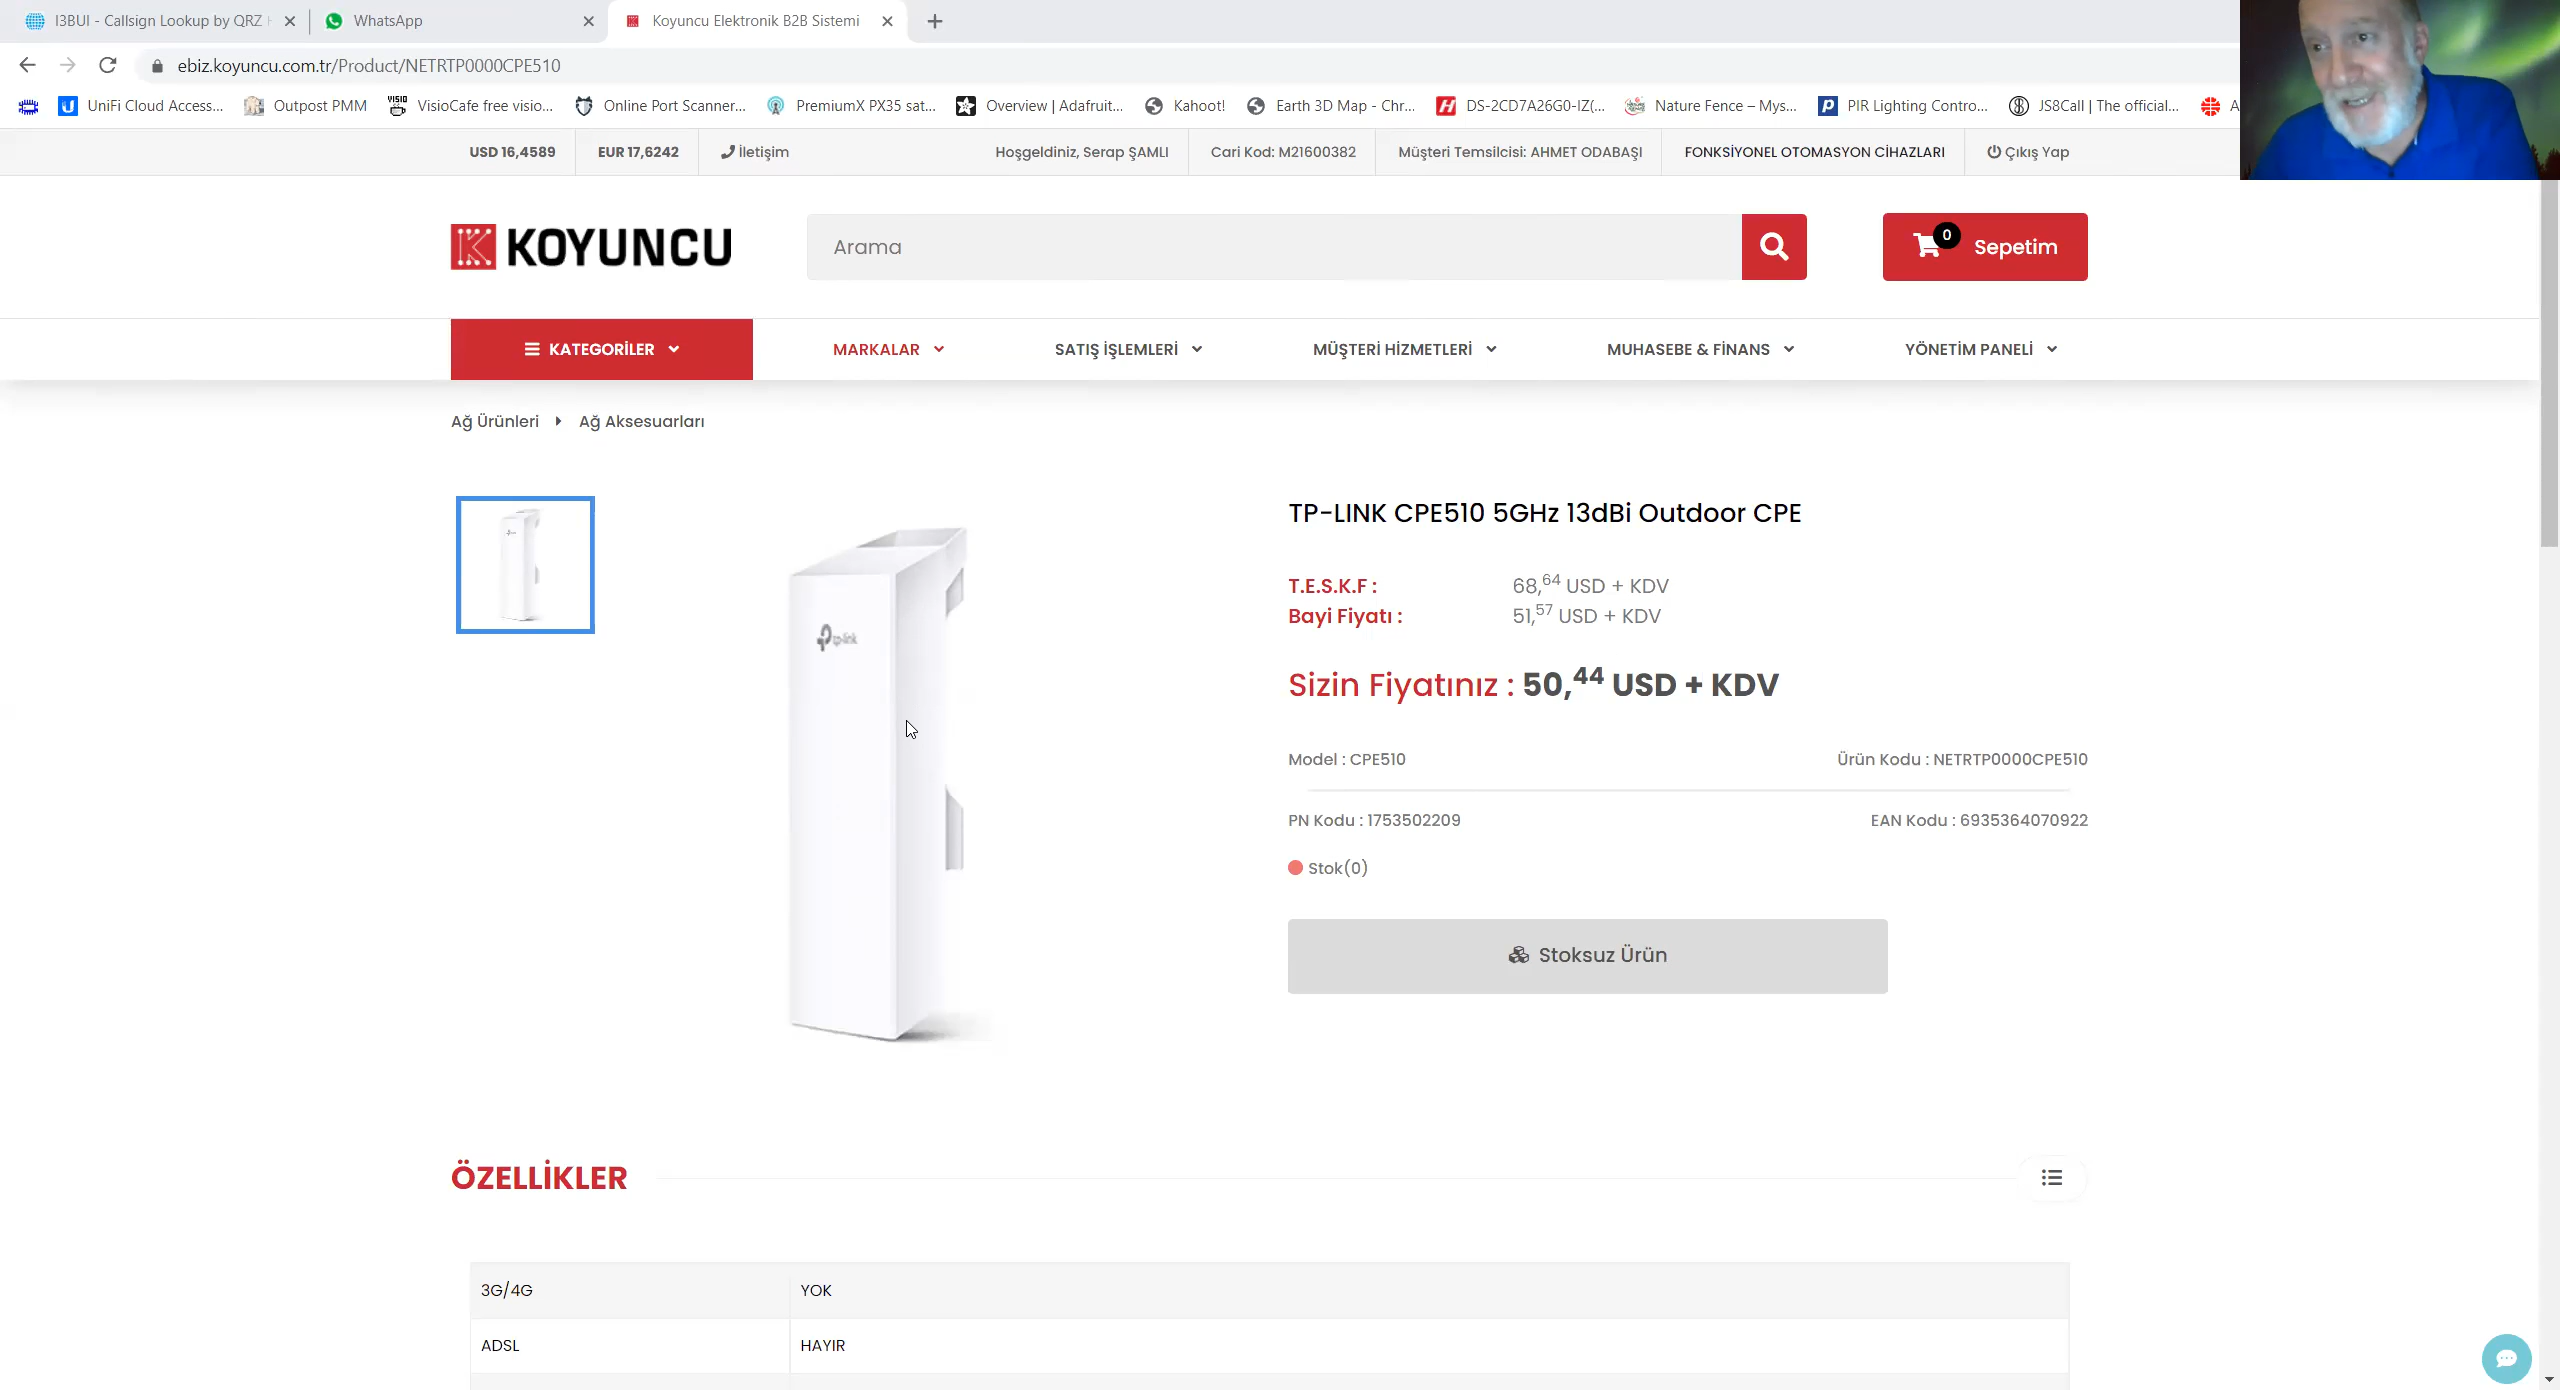 I3BUI - Callsign Lookup by QRZ
WhatsApp
Koyuncu Elektronik B2B Sistemi
ebiz.koyuncu.com.tr/Product/NETRTP0000CPE510
UniFi Cloud Access...
Outpost PMM
VisioCafe free visio...
Online Port Scanner...
PremiumX PX35 sat...
Overview | Adafruit...
Kahoot!
Earth 3D Map - Chr...
DS-2CD7A26G0-IZ(...
Nature Fence – Mys...
PIR Lighting Contro...
JS8Call | The official...
A
USD 16,4589
EUR 17,6242
İletişim
Hoşgeldiniz, Serap ŞAMLI
Cari Kod: M21600382
Müşteri Temsilcisi: AHMET ODABAŞI
FONKSİYONEL OTOMASYON CİHAZLARI
Çıkış Yap
KOYUNCU
Arama
0
Sepetim
KATEGORİLER
MARKALAR
SATIŞ İŞLEMLERİ
MÜŞTERİ HİZMETLERİ
MUHASEBE & FİNANS
YÖNETİM PANELİ
Ağ Ürünleri
Ağ Aksesuarları
tp-link
TP-LINK CPE510 5GHz 13dBi Outdoor CPE
T.E.S.K.F : 68,64 USD + KDV
Bayi Fiyatı : 51,57 USD + KDV
Sizin Fiyatınız : 50,44 USD + KDV
Model : CPE510
Ürün Kodu : NETRTP0000CPE510
PN Kodu : 1753502209
EAN Kodu : 6935364070922
Stok(0)
Stoksuz Ürün
ÖZELLİKLER
3G/4G YOK
ADSL HAYIR